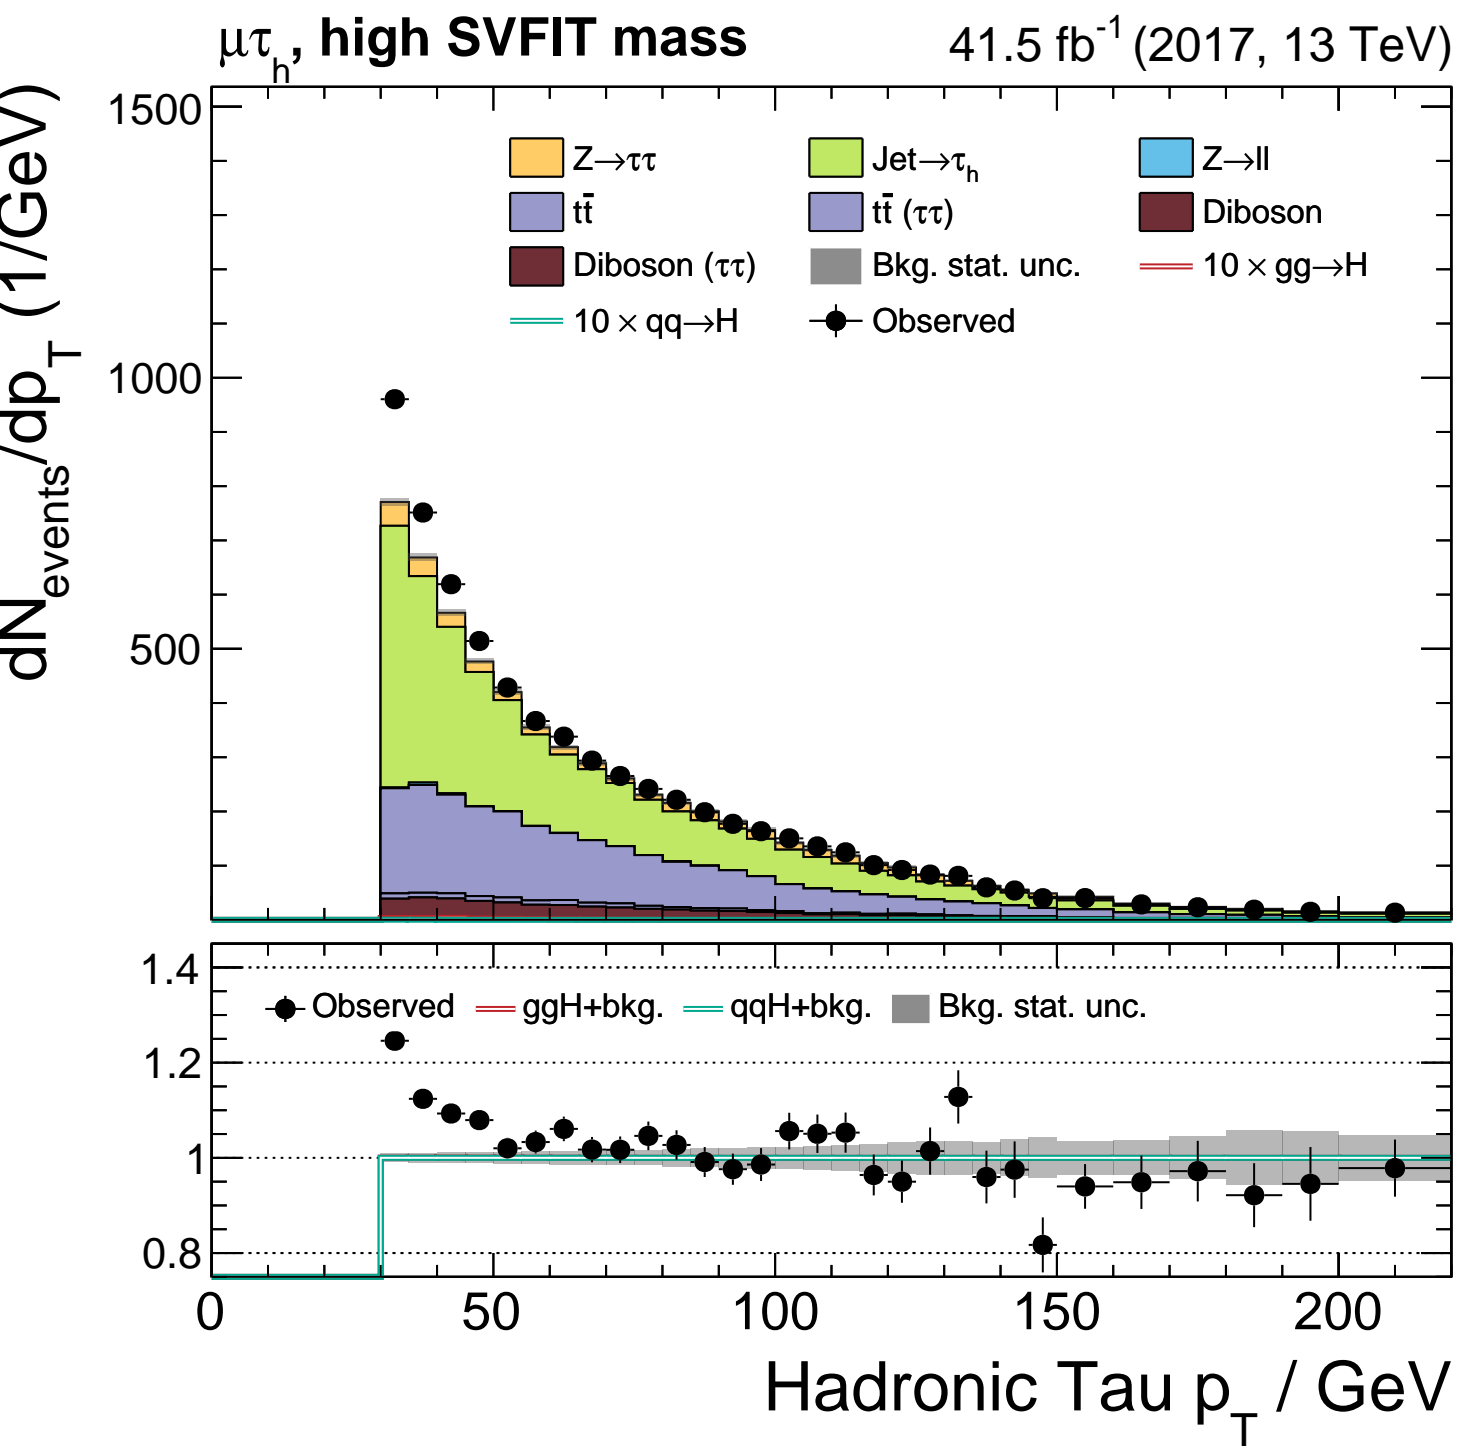 μτh, high SVFIT mass 41.5 fb-1 (2017, 13 TeV)
dNevents/dpT (1/GeV)
1500
1000
500
Z→ττ Jet→τh Z→ll
tt̄ tt̄ (ττ) Diboson
Diboson (ττ) Bkg. stat. unc. 10 × gg→H
10 × qq→H Observed
1.4
1.2
1
0.8
Observed ggH+bkg. qqH+bkg. Bkg. stat. unc.
0 50 100 150 200
Hadronic Tau pT / GeV